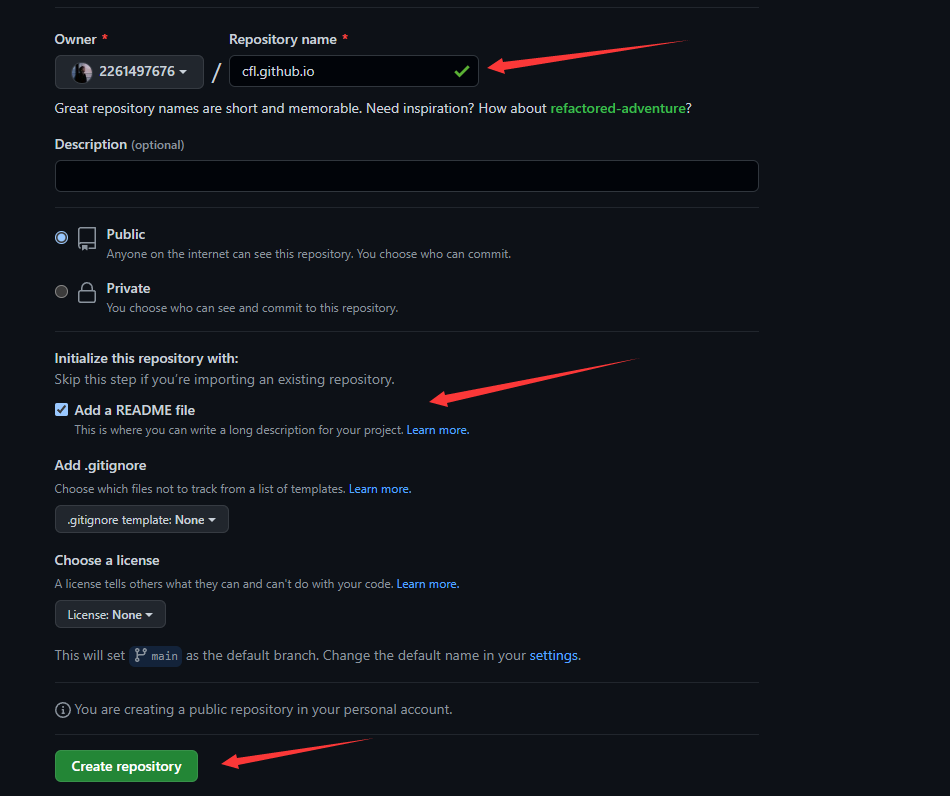 Owner * Repository name *
2261497676 / cfl.github.io
Great repository names are short and memorable. Need inspiration? How about refactored-adventure?
Description (optional)
Public
Anyone on the internet can see this repository. You choose who can commit.
Private
You choose who can see and commit to this repository.
Initialize this repository with:
Skip this step if you’re importing an existing repository.
Add a README file
This is where you can write a long description for your project. Learn more.
Add .gitignore
Choose which files not to track from a list of templates. Learn more.
.gitignore template: None
Choose a license
A license tells others what they can and can't do with your code. Learn more.
License: None
This will set main as the default branch. Change the default name in your settings.
You are creating a public repository in your personal account.
Create repository